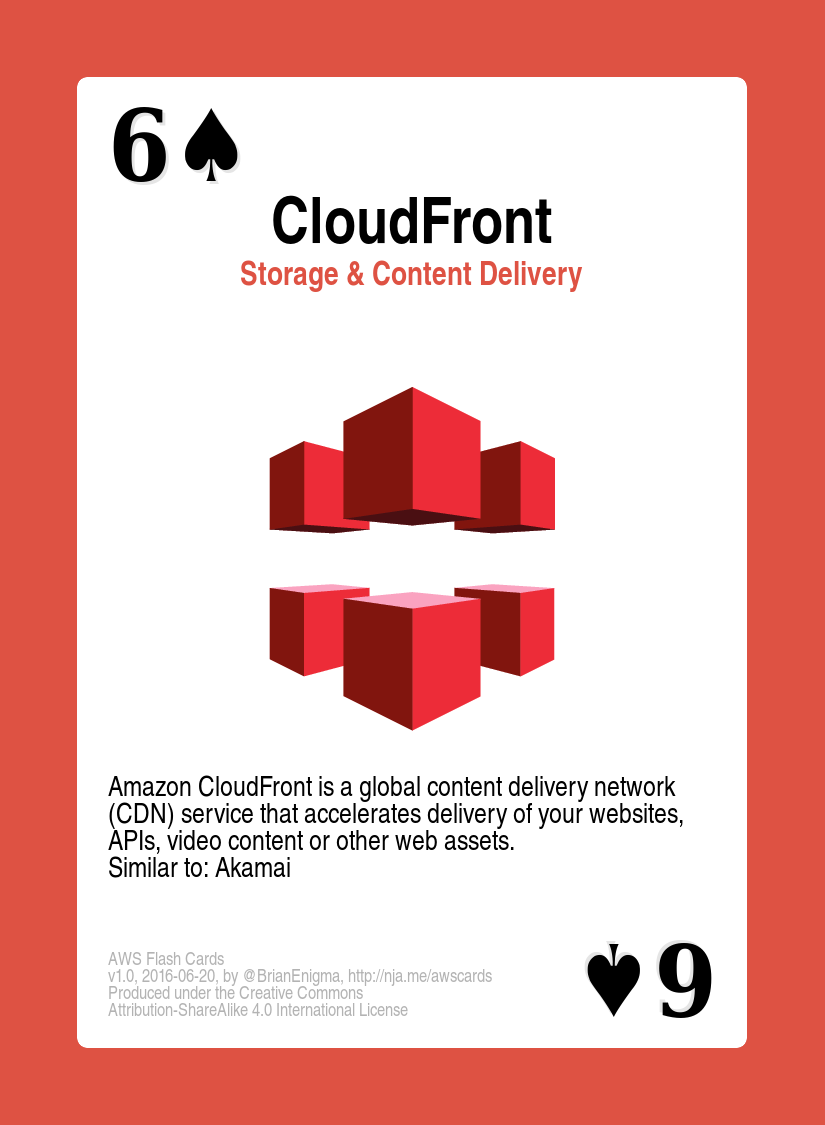 6♠
CloudFront
Storage & Content Delivery
Amazon CloudFront is a global content delivery network
(CDN) service that accelerates delivery of your websites,
APIs, video content or other web assets.
Similar to: Akamai
AWS Flash Cards
v1.0, 2016-06-20, by @BrianEnigma, http://nja.me/awscards
Produced under the Creative Commons
Attribution-ShareAlike 4.0 International License
6♠